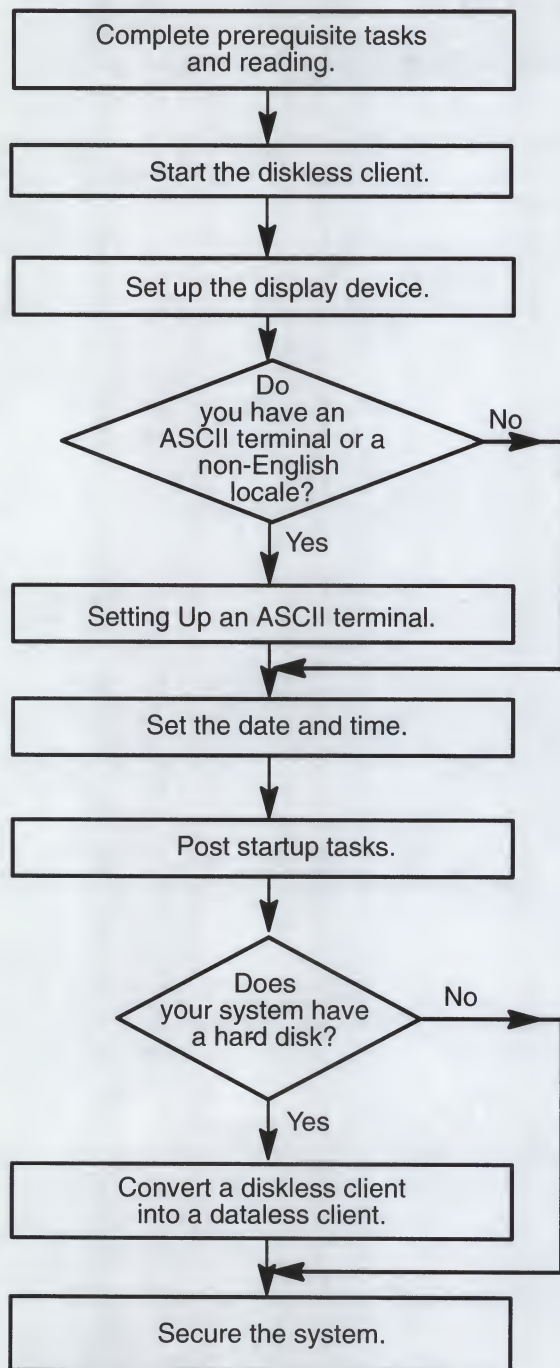 Complete prerequisite tasks
and reading.
Start the diskless client.
Set up the display device.
Do
you have an
ASCII terminal or a
non-English
locale?
No
Yes
Setting Up an ASCII terminal.
Set the date and time.
Post startup tasks.
Does
your system have
a hard disk?
No
Yes
Convert a diskless client
into a dataless client.
Secure the system.